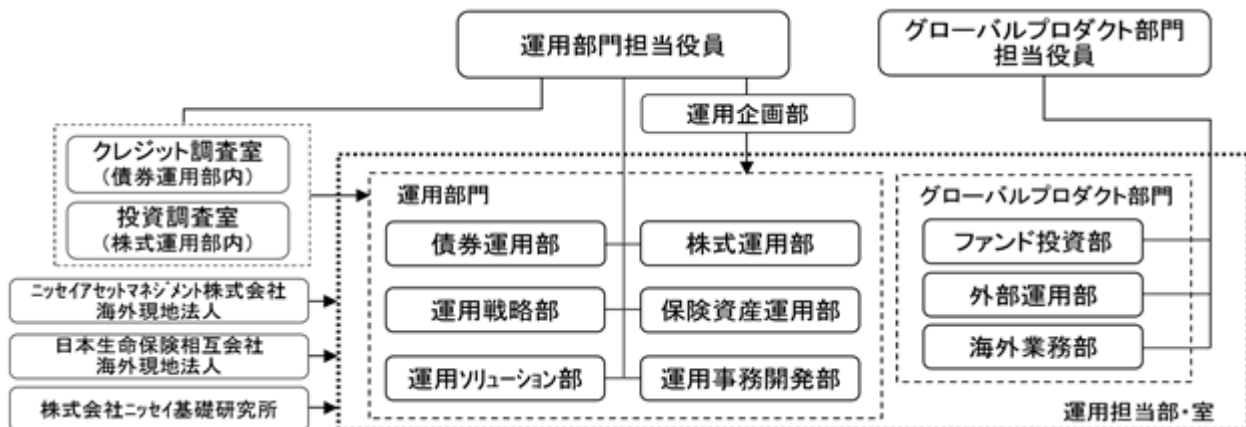 運用部門担当役員
グローバルプロダクト部門
担当役員
運用企画部
クレジット調査室
（債券運用部内）
投資調査室
（株式運用部内）
運用部門
債券運用部
株式運用部
運用戦略部
保険資産運用部
運用ソリューション部
運用事務開発部
グローバルプロダクト部門
ファンド投資部
外部運用部
海外業務部
ニッセイアセットマネジメント株式会社
海外現地法人
日本生命保険相互会社
海外現地法人
株式会社ニッセイ基礎研究所
運用担当部・室